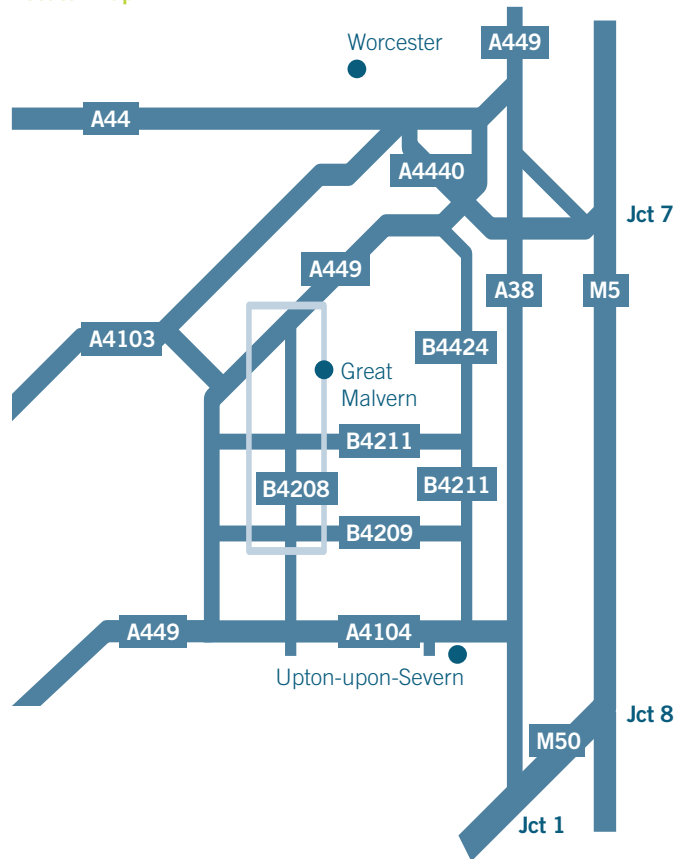 Worcester
A449
A44
A4440
Jct 7
A449
A38
M5
A4103
B4424
Great
Malvern
B4211
B4208
B4211
B4209
A449
A4104
Upton-upon-Severn
Jct 8
M50
Jct 1